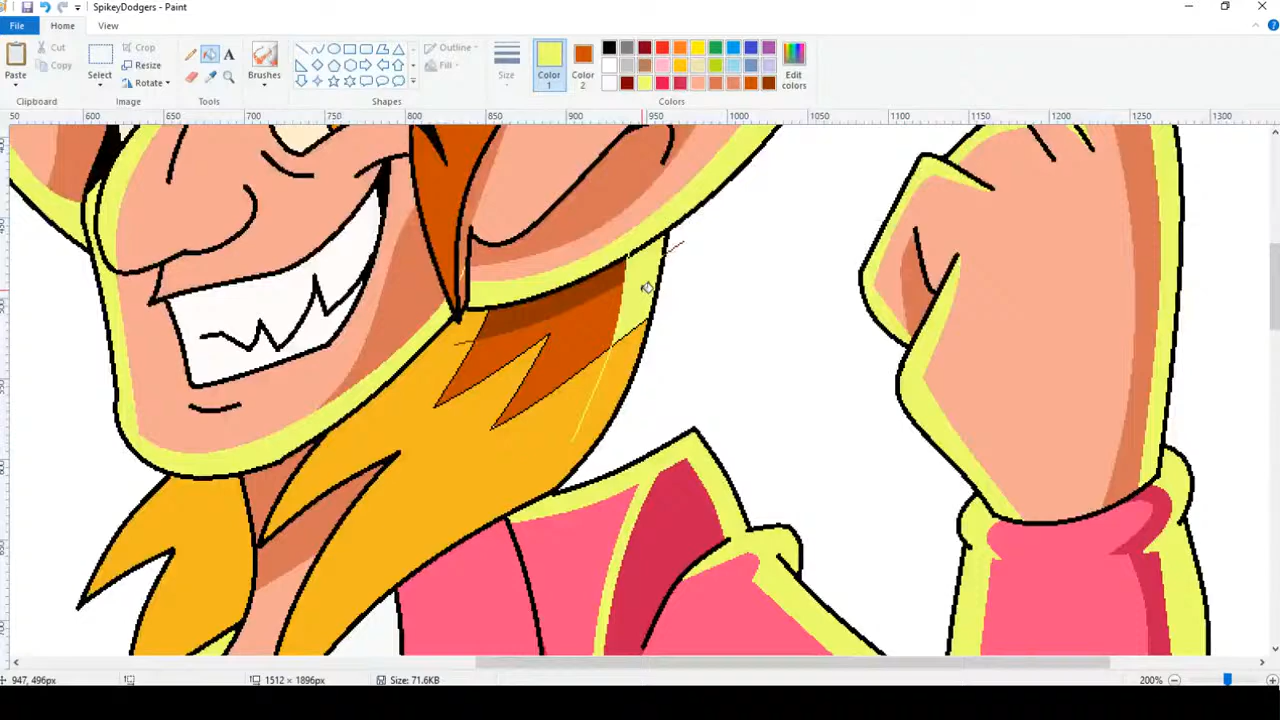 SpikeyDodgers - Paint
File Home View
Paste Cut Copy
Select Crop Resize Rotate
A
Brushes
Outline Fill
Size
Color 1
Color 2
Edit colors
Clipboard Image Tools Shapes Colors
50 600 650 700 750 800 850 900 950 1000 1050 1100 1150 1200 1250 1300
947, 496px 1512 × 1896px Size: 71.6KB 200%